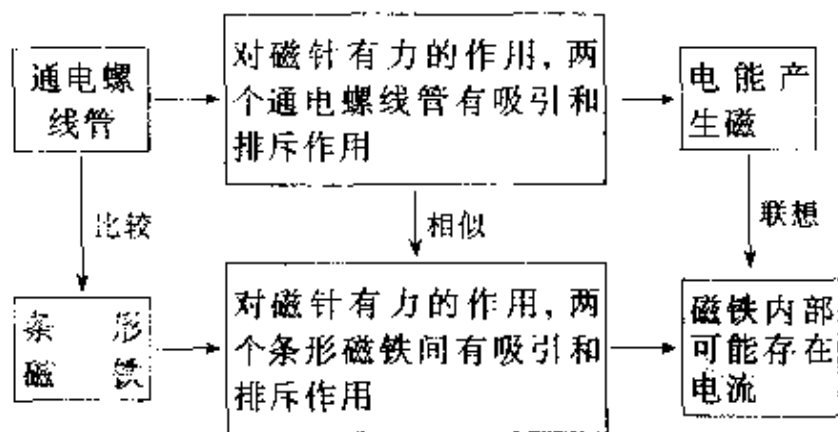 通电螺
线管
对磁针有力的作用，两
个通电螺线管有吸引和
排斥作用
电能产
生磁
比较
相似
联想
条形
磁铁
对磁针有力的作用，两
个条形磁铁间有吸引和
排斥作用
磁铁内部
可能存在
电流